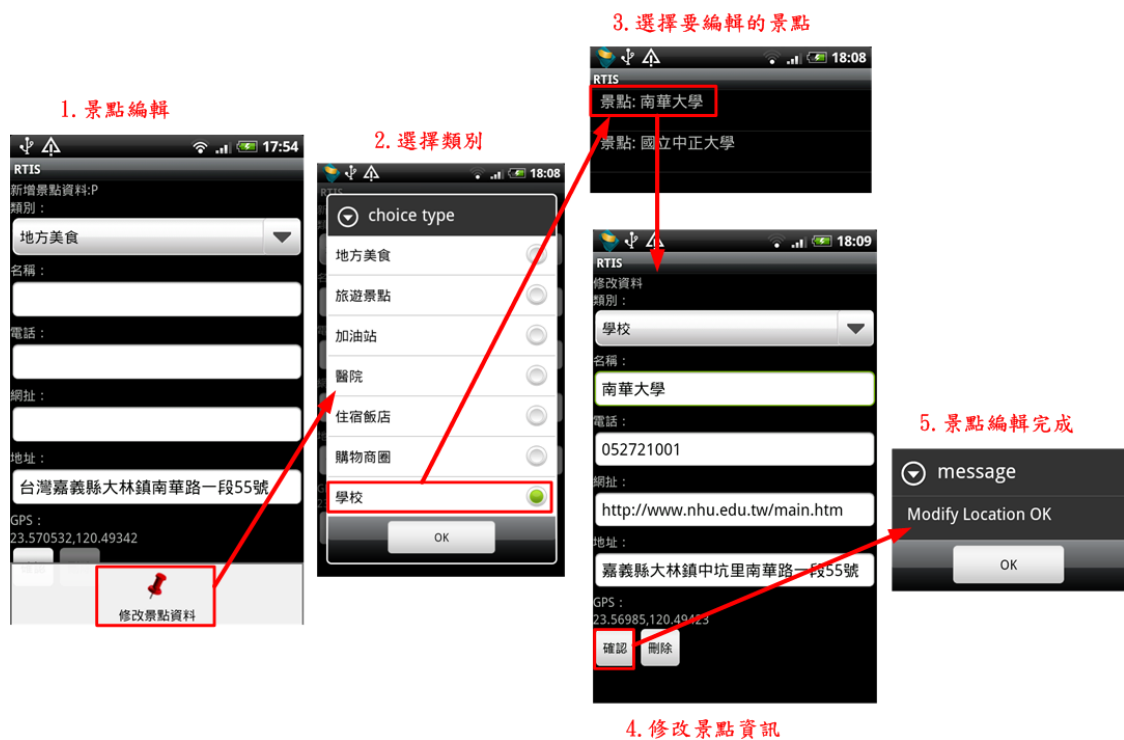 1. 景點編輯
17:54
RTIS
新增景點資料:P
類別：
地方美食
名稱：
電話：
網址：
地址：
台灣嘉義縣大林鎮南華路一段55號
GPS：
23.570532,120.49342
修改景點資料
2. 選擇類別
18:08
RTIS
choice type
地方美食
旅遊景點
加油站
醫院
住宿飯店
購物商圈
學校
OK
3. 選擇要編輯的景點
18:08
RTIS
景點: 南華大學
景點: 國立中正大學
18:09
RTIS
修改資料
類別：
學校
名稱：
南華大學
電話：
052721001
網址：
http://www.nhu.edu.tw/main.htm
地址：
嘉義縣大林鎮中坑里南華路一段55號
GPS：
23.56985,120.49423
確認 刪除
4. 修改景點資訊
5. 景點編輯完成
message
Modify Location OK
OK